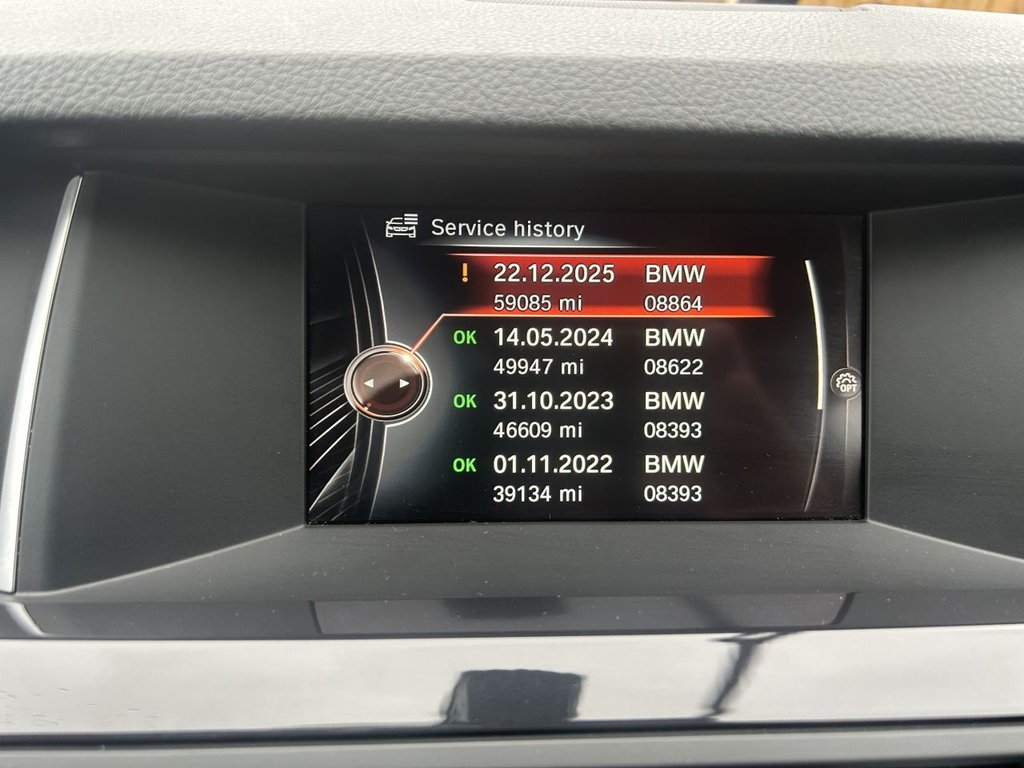 Service history
! 22.12.2025 BMW
59085 mi 08864
OK 14.05.2024 BMW
49947 mi 08622
OK 31.10.2023 BMW
46609 mi 08393
OK 01.11.2022 BMW
39134 mi 08393
OPT